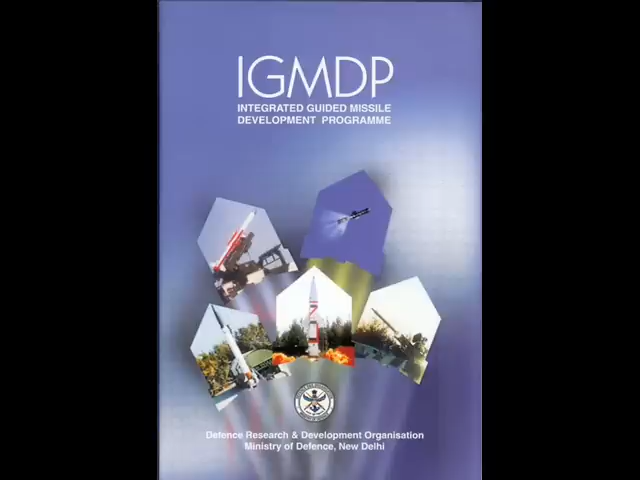 IGMDP
INTEGRATED GUIDED MISSILE
DEVELOPMENT PROGRAMME
Defence Research & Development Organisation
Ministry of Defence, New Delhi